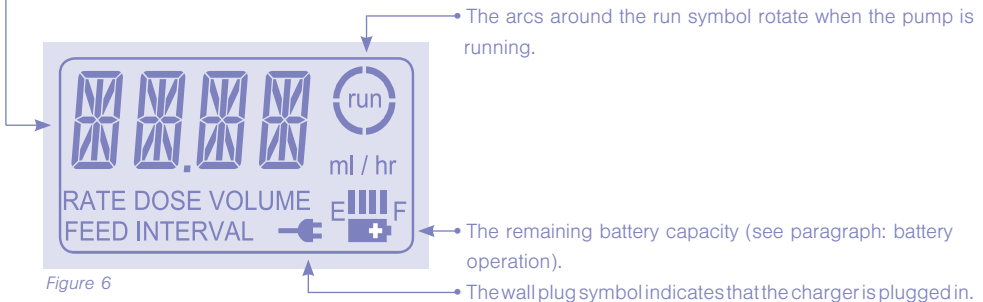 The arcs around the run symbol rotate when the pump is
running.
run
ml / hr
RATE DOSE VOLUME
FEED INTERVAL
E F
The remaining battery capacity (see paragraph: battery
operation).
The wall plug symbol indicates that the charger is plugged in.
Figure 6